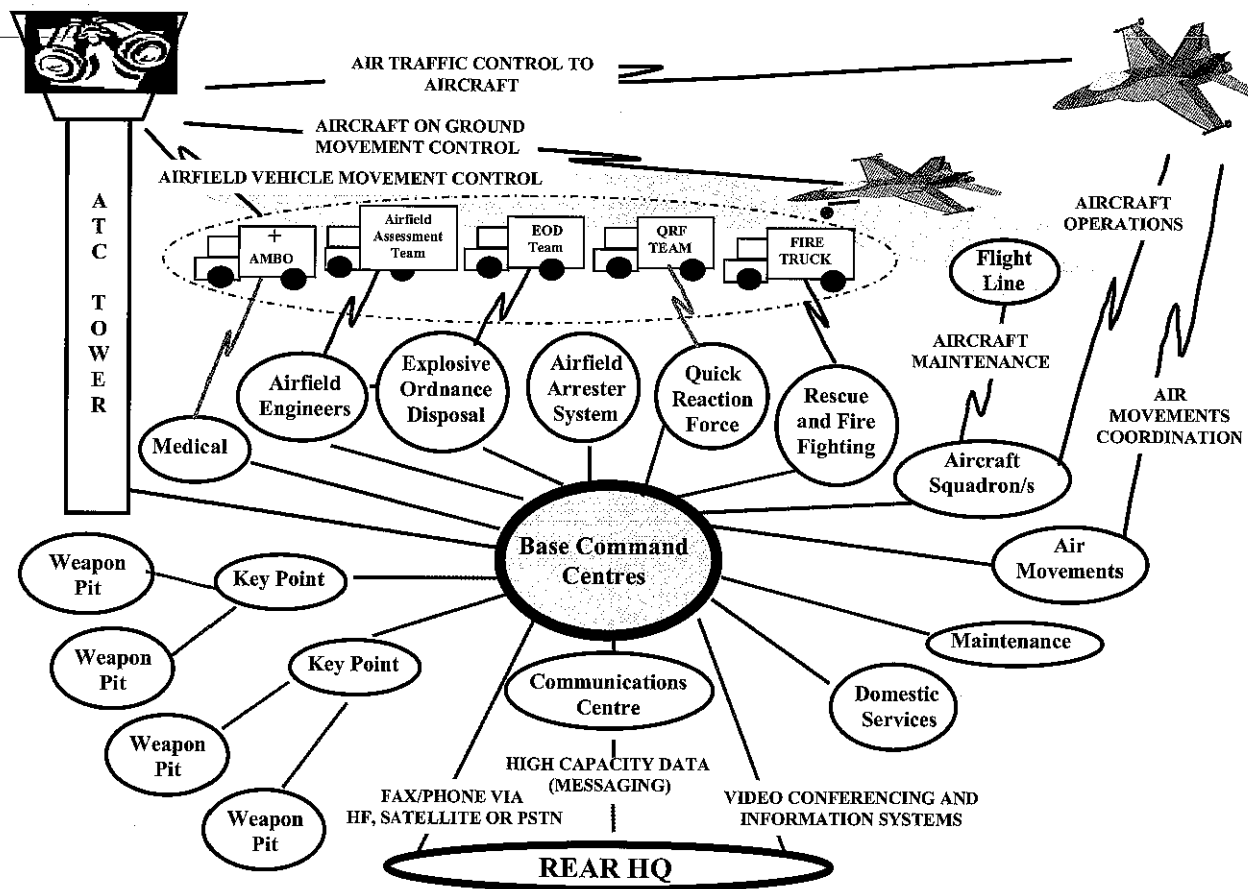 AIR TRAFFIC CONTROL TO
AIRCRAFT
AIRCRAFT ON GROUND
MOVEMENT CONTROL
AIRFIELD VEHICLE MOVEMENT CONTROL
ATC TOWER
+
AMBO
Airfield
Assessment
Team
EOD
Team
QRF
TEAM
FIRE
TRUCK
AIRCRAFT
OPERATIONS
Flight
Line
AIRCRAFT
MAINTENANCE
AIR
MOVEMENTS
COORDINATION
Medical
Airfield
Engineers
Explosive
Ordnance
Disposal
Airfield
Arrester
System
Quick
Reaction
Force
Rescue
and Fire
Fighting
Aircraft
Squadron/s
Air
Movements
Base Command
Centres
Weapon
Pit
Key Point
Weapon
Pit
Key Point
Weapon
Pit
Weapon
Pit
Communications
Centre
Maintenance
Domestic
Services
HIGH CAPACITY DATA
(MESSAGING)
FAX/PHONE VIA
HF, SATELLITE OR PSTN
VIDEO CONFERENCING AND
INFORMATION SYSTEMS
REAR HQ